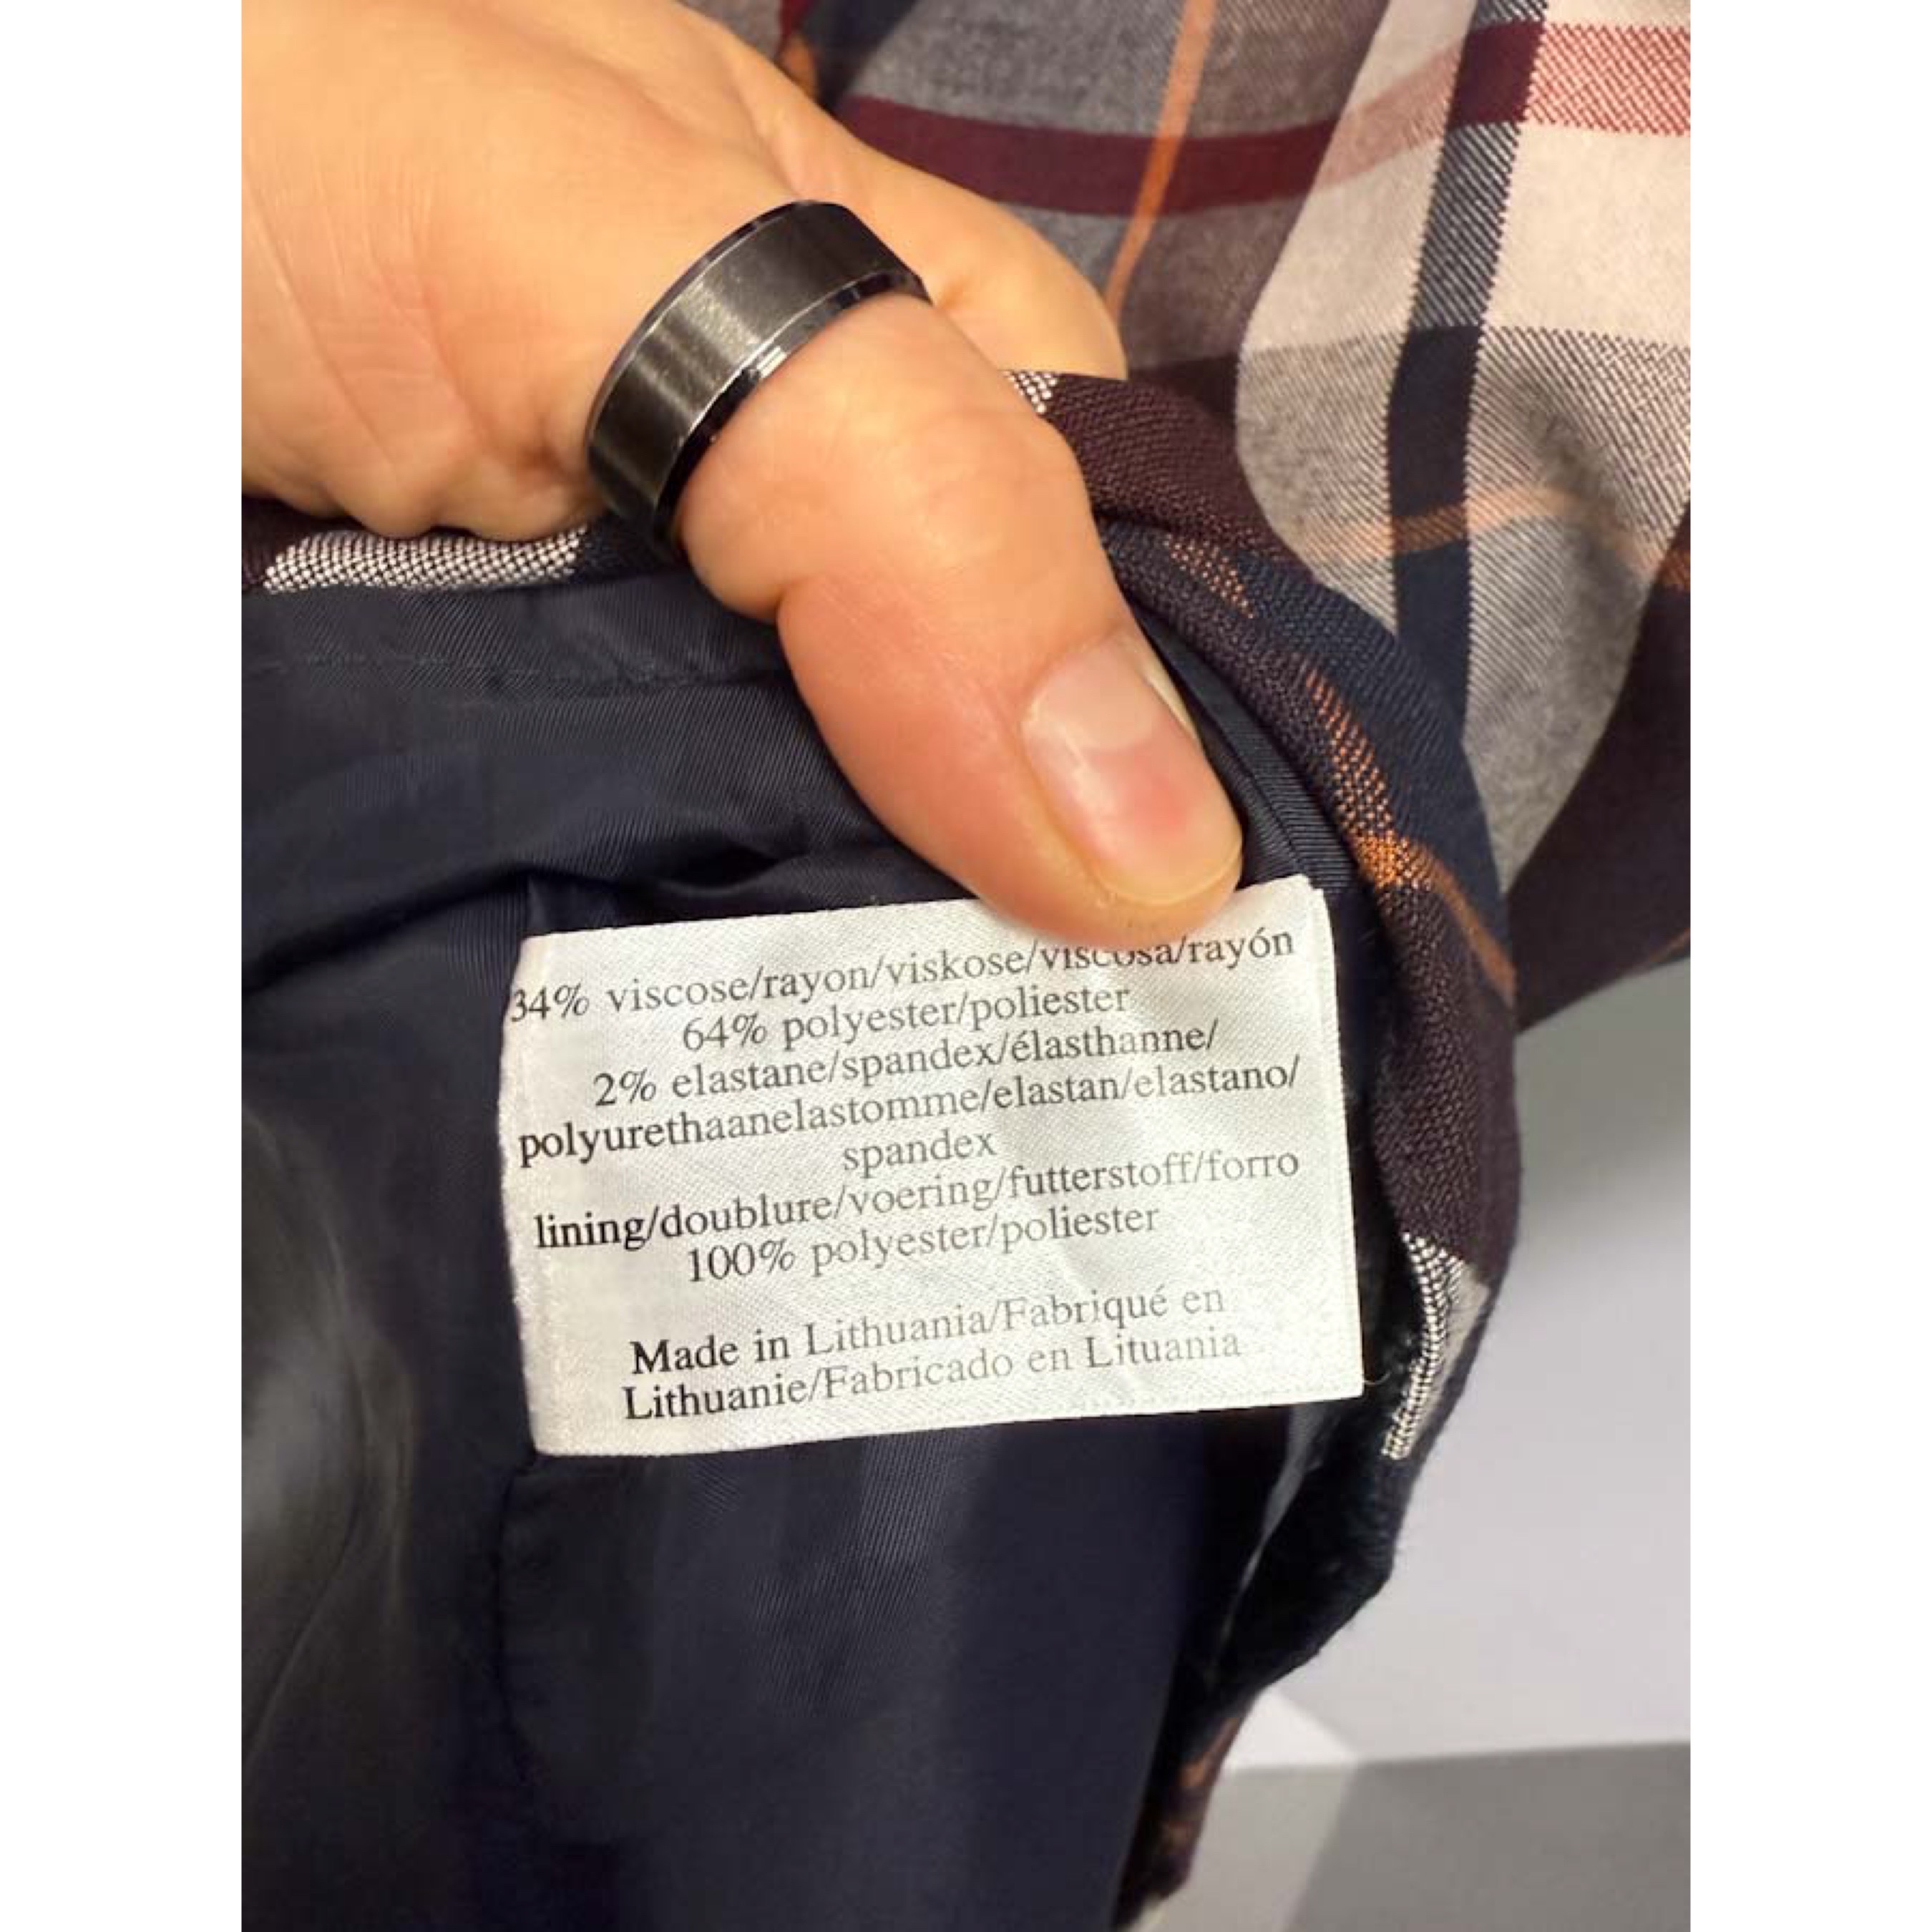 34% viscose/rayon/viskose/viscosa/rayón
64% polyester/poliester
2% elastane/spandex/élasthanne/
polyurethaanelastomme/elastan/elastano/
spandex
lining/doublure/voering/futterstoff/forro
100% polyester/poliester
Made in Lithuania/Fabriqué en
Lithuanie/Fabricado en Lituania